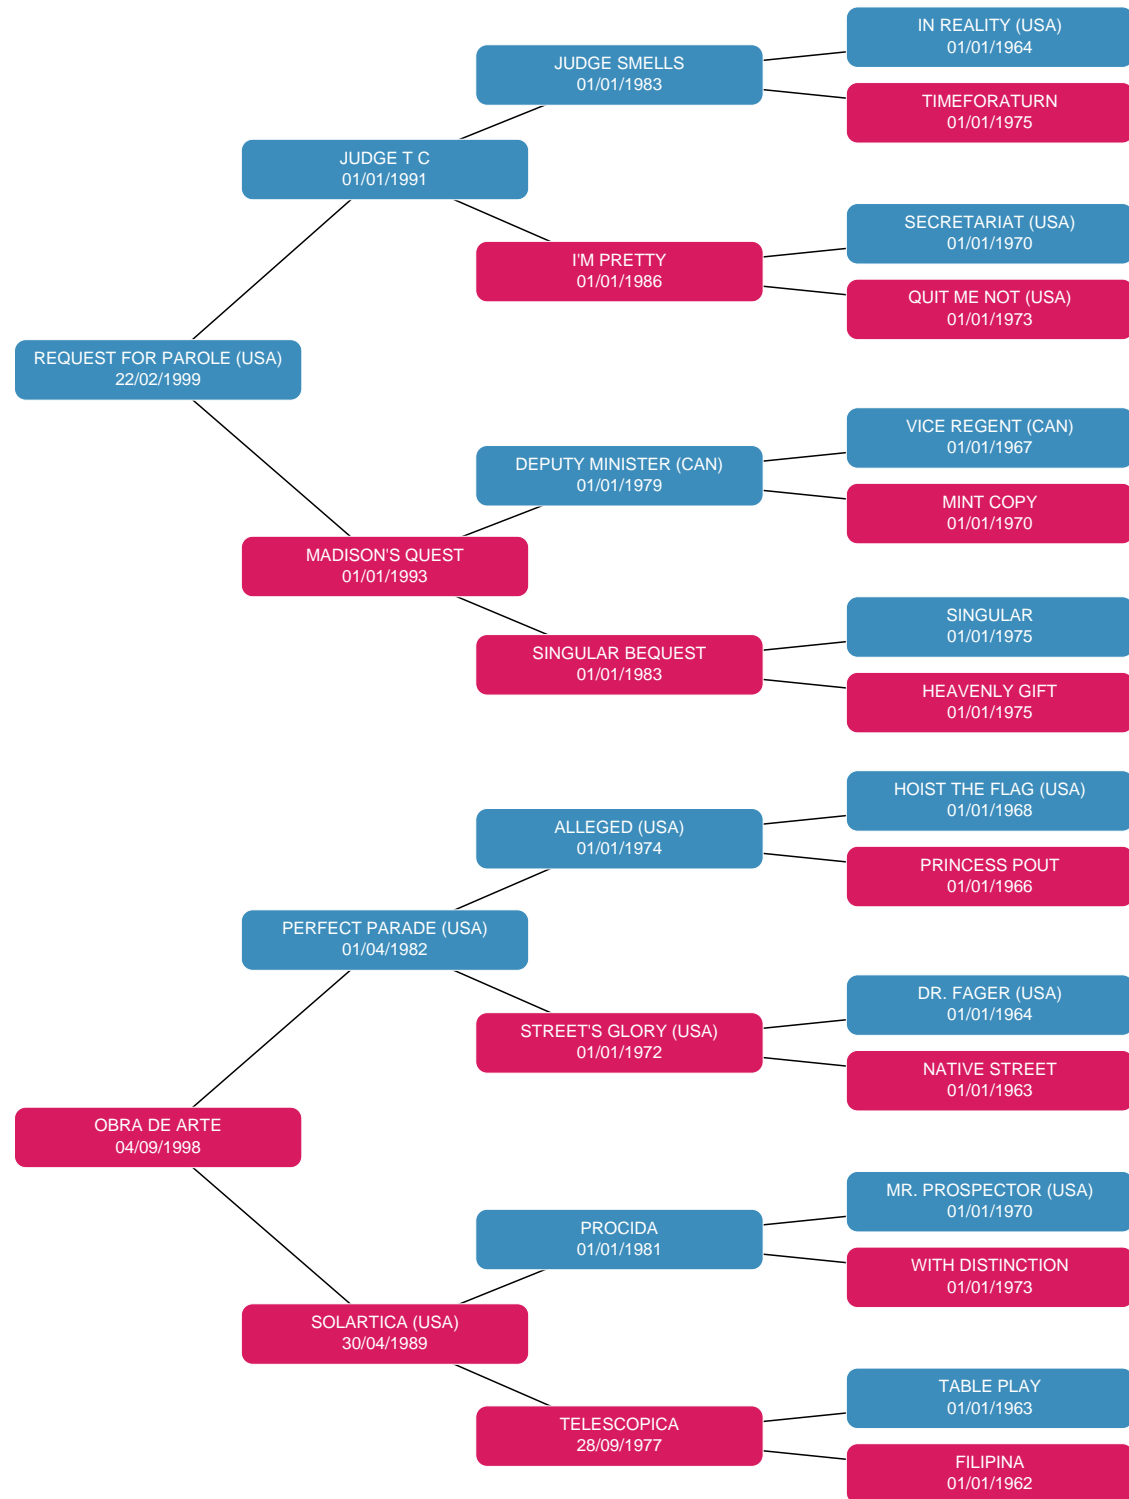 IN REALITY (USA)
01/01/1964
JUDGE SMELLS
01/01/1983
TIMEFORATURN
01/01/1975
JUDGE T C
01/01/1991
SECRETARIAT (USA)
01/01/1970
I'M PRETTY
01/01/1986
QUIT ME NOT (USA)
01/01/1973
REQUEST FOR PAROLE (USA)
22/02/1999
VICE REGENT (CAN)
01/01/1967
DEPUTY MINISTER (CAN)
01/01/1979
MINT COPY
01/01/1970
MADISON'S QUEST
01/01/1993
SINGULAR
01/01/1975
SINGULAR BEQUEST
01/01/1983
HEAVENLY GIFT
01/01/1975
HOIST THE FLAG (USA)
01/01/1968
ALLEGED (USA)
01/01/1974
PRINCESS POUT
01/01/1966
PERFECT PARADE (USA)
01/04/1982
DR. FAGER (USA)
01/01/1964
STREET'S GLORY (USA)
01/01/1972
NATIVE STREET
01/01/1963
OBRA DE ARTE
04/09/1998
MR. PROSPECTOR (USA)
01/01/1970
PROCIDA
01/01/1981
WITH DISTINCTION
01/01/1973
SOLARTICA (USA)
30/04/1989
TABLE PLAY
01/01/1963
TELESCOPICA
28/09/1977
FILIPINA
01/01/1962